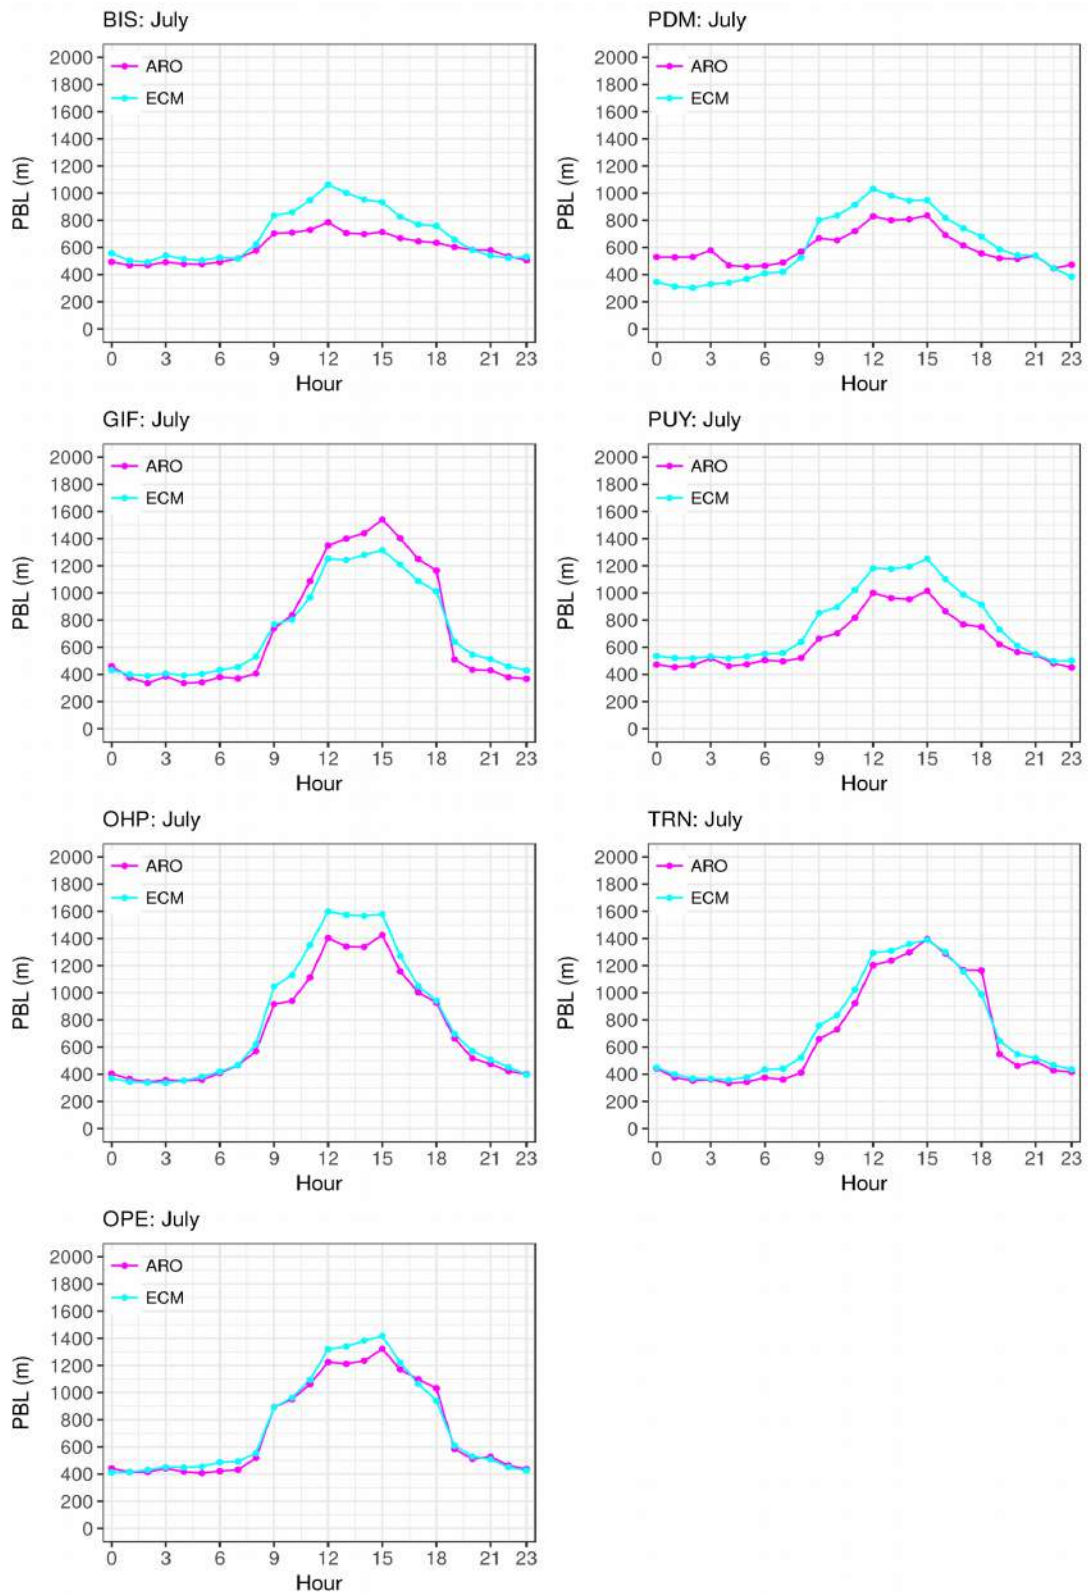 BIS: July
2000
1800
1600
1400
1200
1000
800
600
400
200
0
PBL (m)
ARO
ECM
0 3 6 9 12 15 18 21 23
Hour
PDM: July
2000
1800
1600
1400
1200
1000
800
600
400
200
0
PBL (m)
ARO
ECM
0 3 6 9 12 15 18 21 23
Hour
GIF: July
2000
1800
1600
1400
1200
1000
800
600
400
200
0
PBL (m)
ARO
ECM
0 3 6 9 12 15 18 21 23
Hour
PUY: July
2000
1800
1600
1400
1200
1000
800
600
400
200
0
PBL (m)
ARO
ECM
0 3 6 9 12 15 18 21 23
Hour
OHP: July
2000
1800
1600
1400
1200
1000
800
600
400
200
0
PBL (m)
ARO
ECM
0 3 6 9 12 15 18 21 23
Hour
TRN: July
2000
1800
1600
1400
1200
1000
800
600
400
200
0
PBL (m)
ARO
ECM
0 3 6 9 12 15 18 21 23
Hour
OPE: July
2000
1800
1600
1400
1200
1000
800
600
400
200
0
PBL (m)
ARO
ECM
0 3 6 9 12 15 18 21 23
Hour